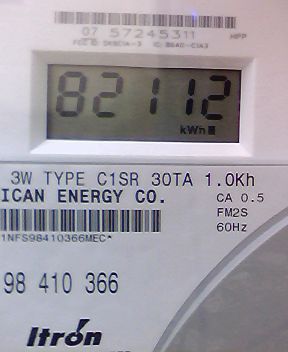 07 57245311 HPP
82112
kWh
3W TYPE C1SR 30TA 1.0Kh
ICAN ENERGY CO.
CA 0.5
FM2S
60Hz
1NFS98410366MEC*
98 410 366
Itron